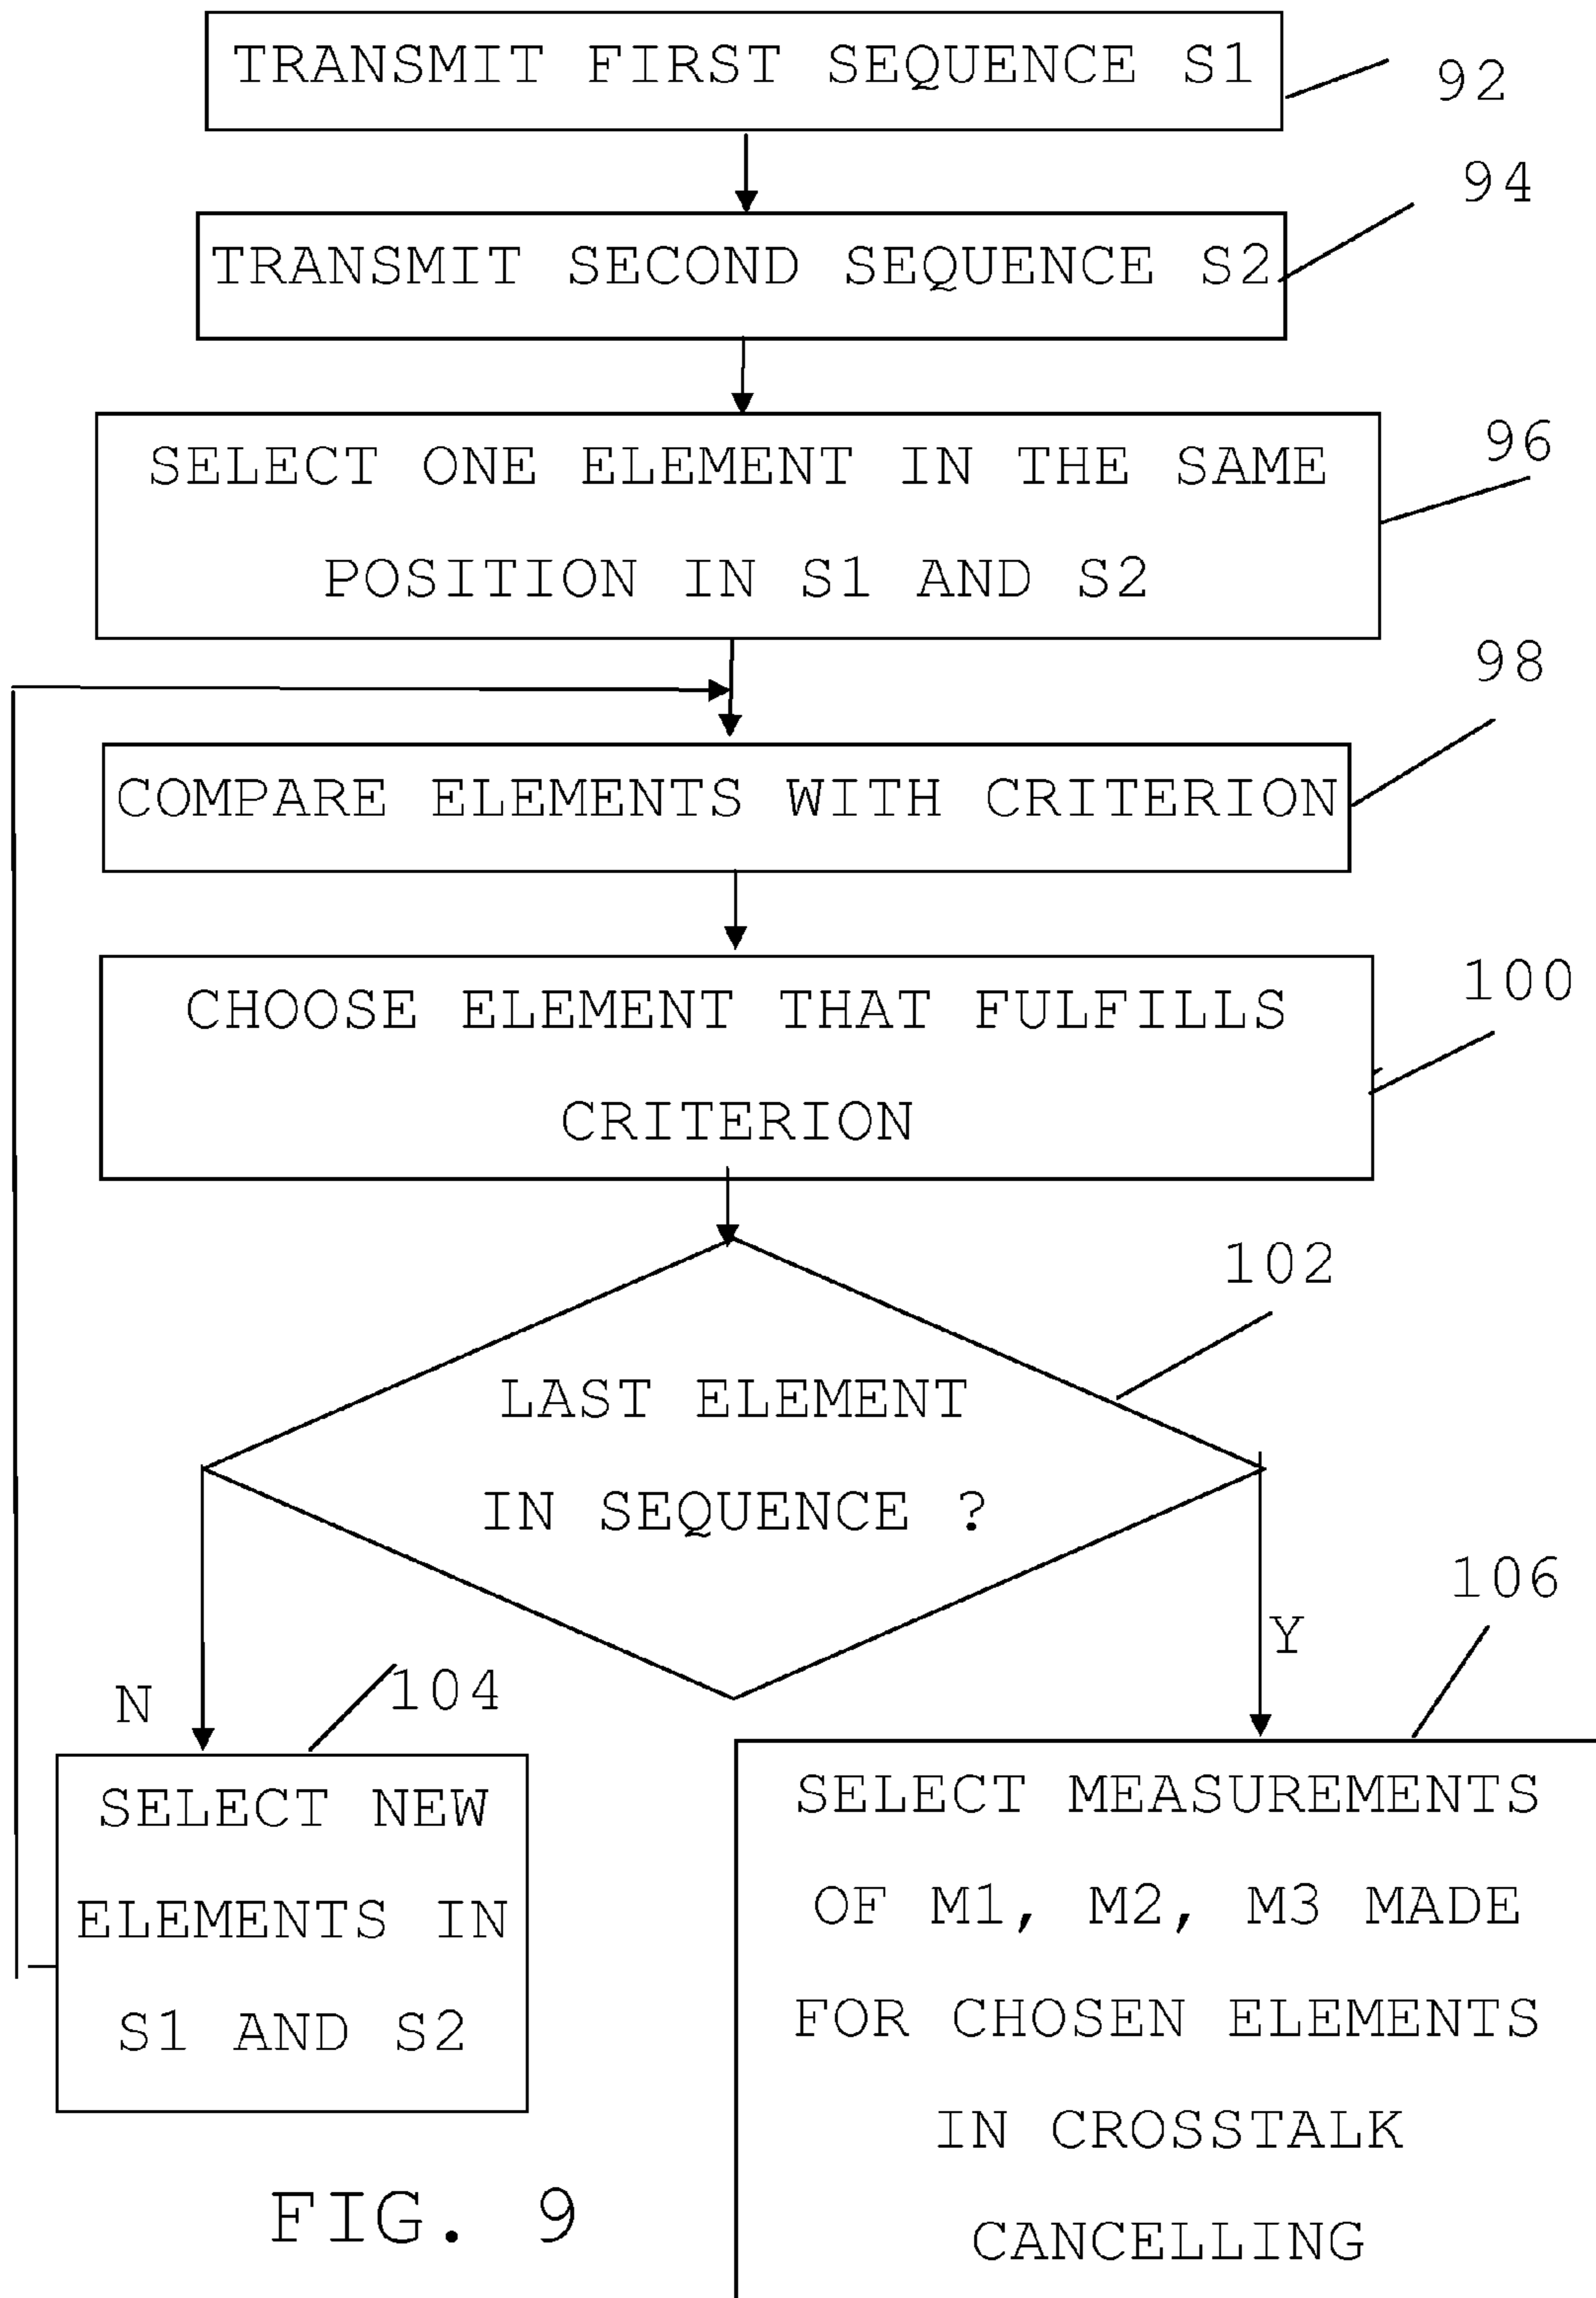 TRANSMIT FIRST SEQUENCE S1
92
94
TRANSMIT SECOND SEQUENCE S2
96
SELECT ONE ELEMENT IN THE SAME
POSITION IN S1 AND S2
98
COMPARE ELEMENTS WITH CRITERION
100
CHOOSE ELEMENT THAT FULFILLS
CRITERION
102
LAST ELEMENT
IN SEQUENCE ?
106
Y
104
N
SELECT NEW
ELEMENTS IN
S1 AND S2
SELECT MEASUREMENTS
OF M1, M2, M3 MADE
FOR CHOSEN ELEMENTS
IN CROSSTALK
CANCELLING
FIG. 9